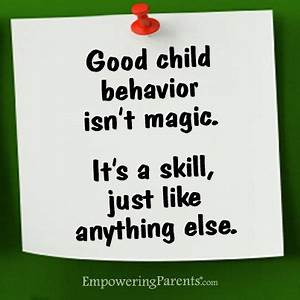 Good child
behavior
isn't magic.
It's a skill,
just like
anything else.
EmpoweringParents.com